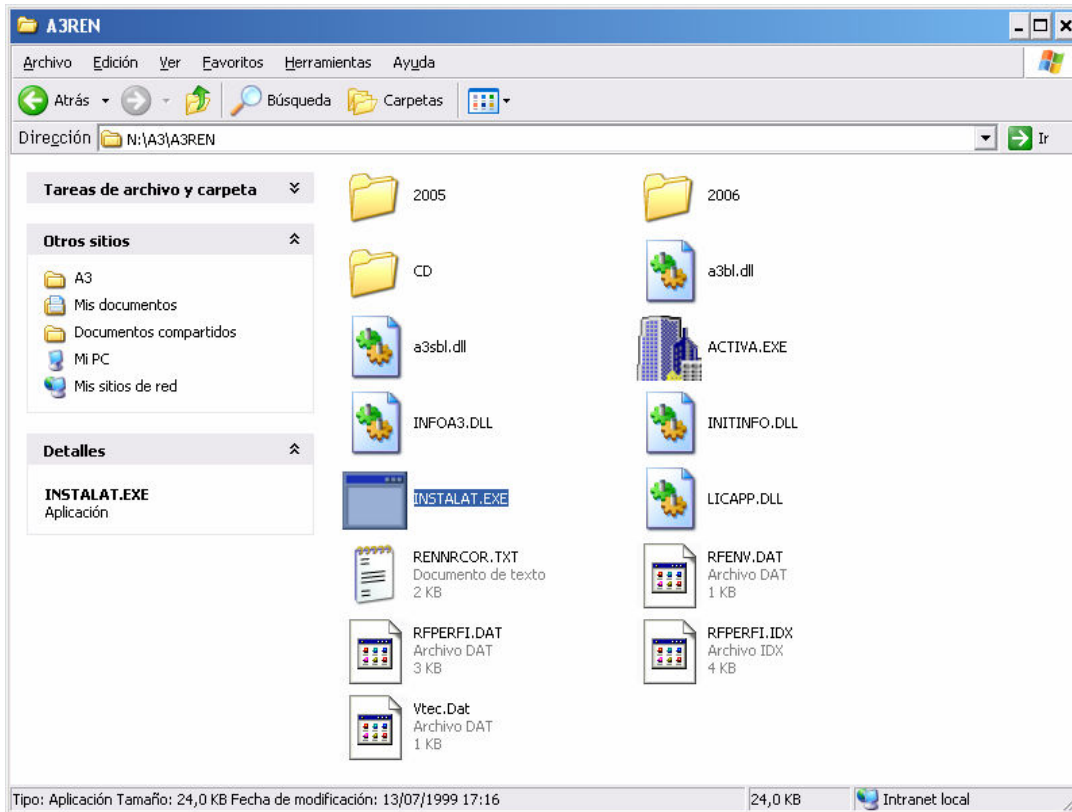 A3REN
Archivo Edición Ver Favoritos Herramientas Ayuda
Atrás Búsqueda Carpetas
Dirección N:\A3\A3REN Ir
Tareas de archivo y carpeta
Otros sitios
A3
Mis documentos
Documentos compartidos
Mi PC
Mis sitios de red
Detalles
INSTALAT.EXE
Aplicación
2005
2006
CD
a3bl.dll
a3sbl.dll
ACTIVA.EXE
INFOA3.DLL
INITINFO.DLL
INSTALAT.EXE
LICAPP.DLL
RENNRCOR.TXT
Documento de texto
2 KB
RFENV.DAT
Archivo DAT
1 KB
RFPERFI.DAT
Archivo DAT
3 KB
RFPERFI.IDX
Archivo IDX
4 KB
Vtec.Dat
Archivo DAT
1 KB
Tipo: Aplicación Tamaño: 24,0 KB Fecha de modificación: 13/07/1999 17:16 24,0 KB Intranet local